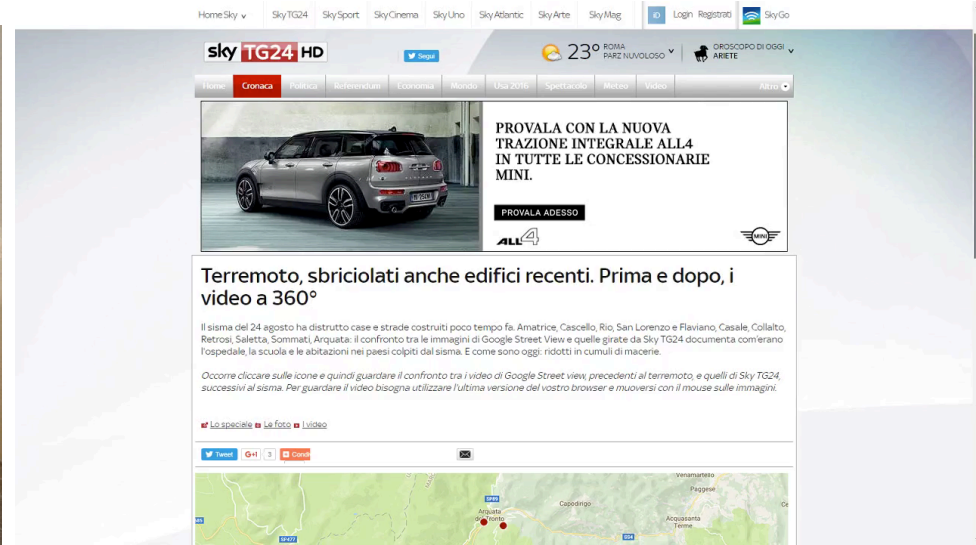 Home Sky Sky TG24 Sky Sport Sky Cinema Sky Uno Sky Atlantic Sky Arte Sky Mag ID Login Registrati Sky Go
sky TG24 HD Segui 23° ROMA PARZ NUVOLOSO OROSCOPO DI OGGI ARIETE
Home Cronaca Politica Referendum Economia Mondo Usa 2016 Spettacolo Meteo Video Altro
PROVALA CON LA NUOVA
TRAZIONE INTEGRALE ALL4
IN TUTTE LE CONCESSIONARIE
MINI.
PROVALA ADESSO
ALL4 MINI
Terremoto, sbriciolati anche edifici recenti. Prima e dopo, i
video a 360°
Il sisma del 24 agosto ha distrutto case e strade costruiti poco tempo fa. Amatrice, Cascello, Rio, San Lorenzo e Flaviano, Casale, Collalto,
Retrosi, Saletta, Sommati, Arquata: il confronto tra le immagini di Google Street View e quelle girate da Sky TG24 documenta com'erano
l'ospedale, la scuola e le abitazioni nei paesi colpiti dal sisma. E come sono oggi: ridotti in cumuli di macerie.
Occorre cliccare sulle icone e quindi guardare il confronto tra i video di Google Street view, precedenti al terremoto, e quelli di Sky TG24,
successivi al sisma. Per guardare il video bisogna utilizzare l'ultima versione del vostro browser e muoversi con il mouse sulle immagini.
Lo speciale Le foto I video
Tweet G+1 3 Condi
Venamartello
Paggese
SP89 Capodirigo
Arquata
del Tronto
Acquasanta
Terme
SP477 SS4